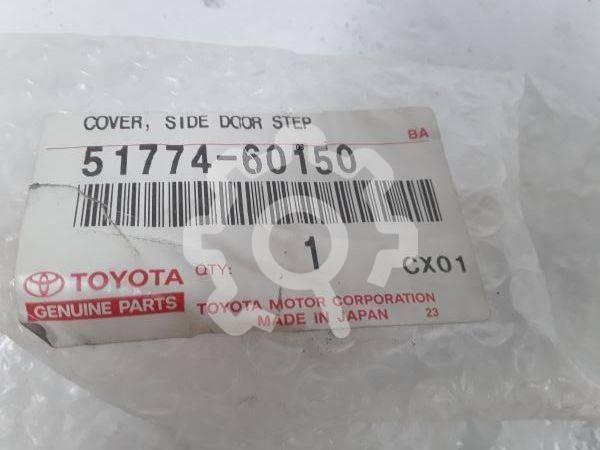 COVER, SIDE DOOR STEP
BA
51774-60150
TOYOTA
QTY: 1 CX01
GENUINE PARTS
TOYOTA MOTOR CORPORATION
MADE IN JAPAN 23